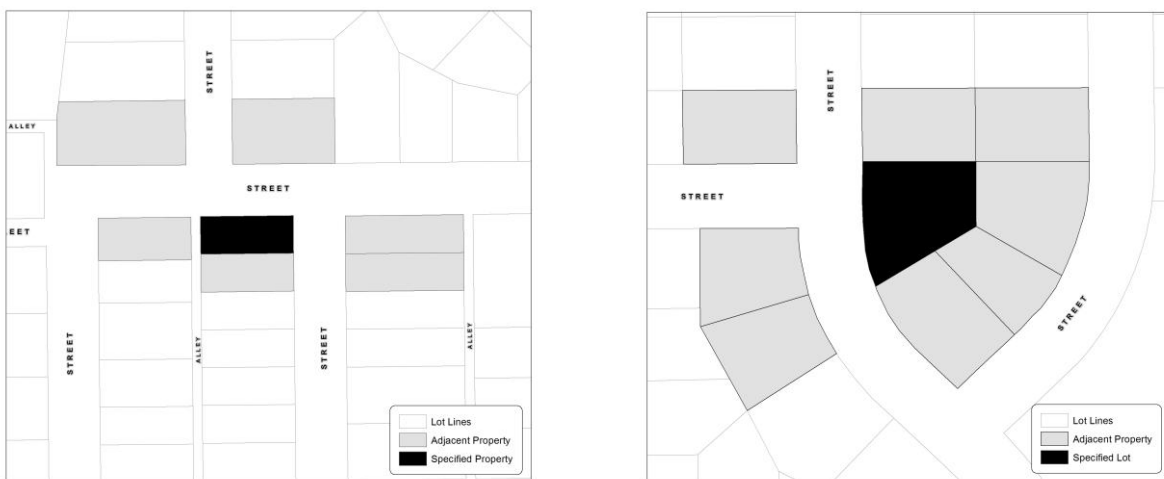 STREET
ALLEY
STREET
EET
STREET
ALLEY
STREET
ALLEY
Lot Lines
Adjacent Property
Specified Property
STREET
STREET
STREET
Lot Lines
Adjacent Property
Specified Lot